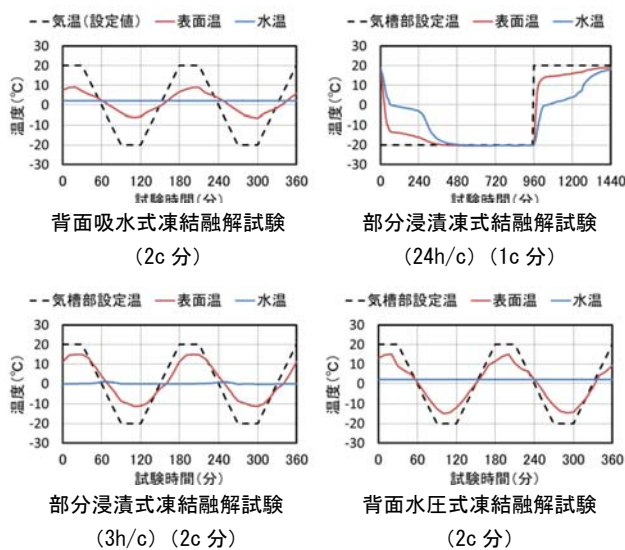 気温(設定値) 表面温 水温
気槽部設定温 表面温 水温
30
20
10
0
-10
-20
-30
温度(℃)
0 60 120 180 240 300 360
試験時間(分)
30
20
10
0
-10
-20
-30
温度(℃)
0 240 480 720 960 1200 1440
試験時間(分)
背面吸水式凍結融解試験
(2c 分)
部分浸漬凍式結融解試験
(24h/c) (1c 分)
気槽部設定温 表面温 水温
気槽部設定温 表面温 水温
30
20
10
0
-10
-20
-30
温度(℃)
0 60 120 180 240 300 360
試験時間(分)
30
20
10
0
-10
-20
-30
温度(℃)
0 60 120 180 240 300 360
試験時間(分)
部分浸漬式凍結融解試験
(3h/c) (2c 分)
背面水圧式凍結融解試験
(2c 分)